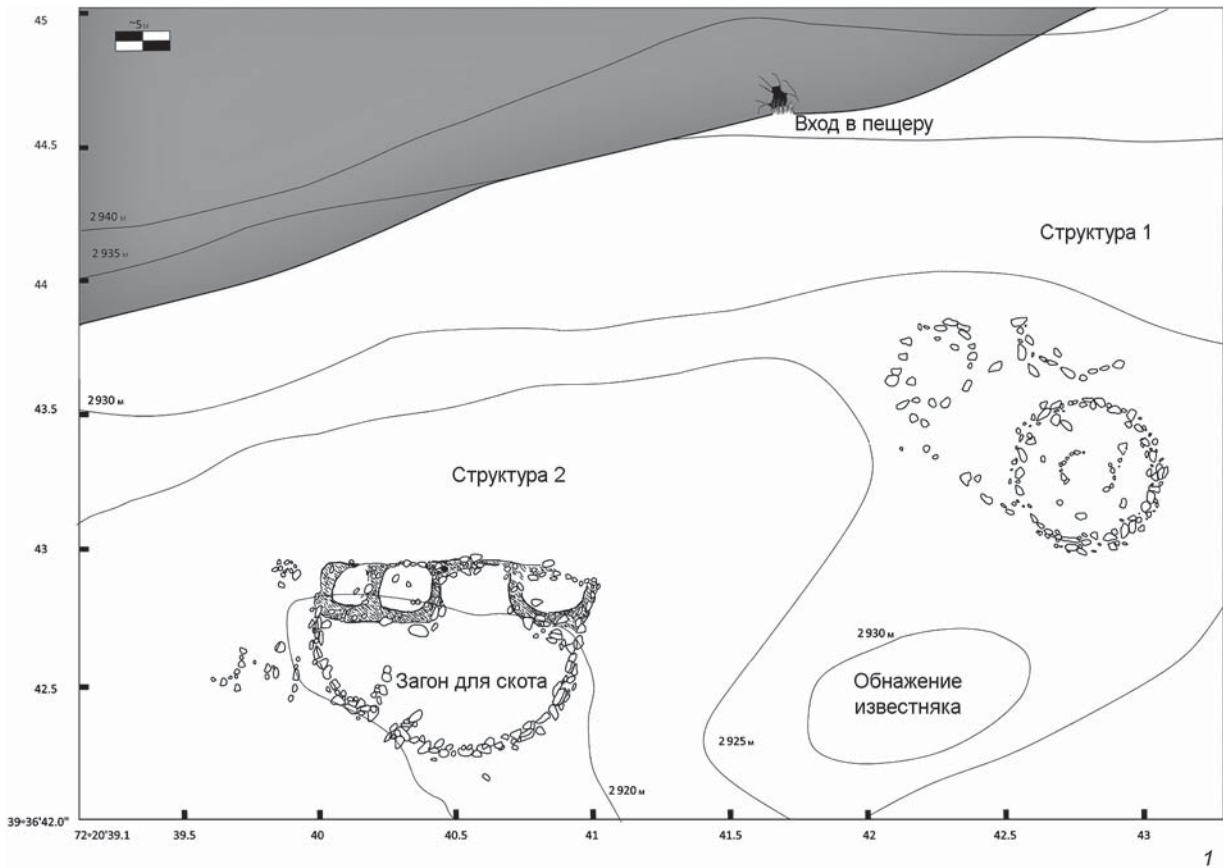 45
~5 м
Вход в пещеру
44.5
Структура 1
2 940 м
2 935 м
44
2 930 м
43.5
Структура 2
43
2 930 м
Загон для скота
Обнажение
известняка
42.5
2 925 м
2 920 м
39°36'42.0"
72°20'39.1
39.5
40
40.5
41
41.5
42
42.5
43
1